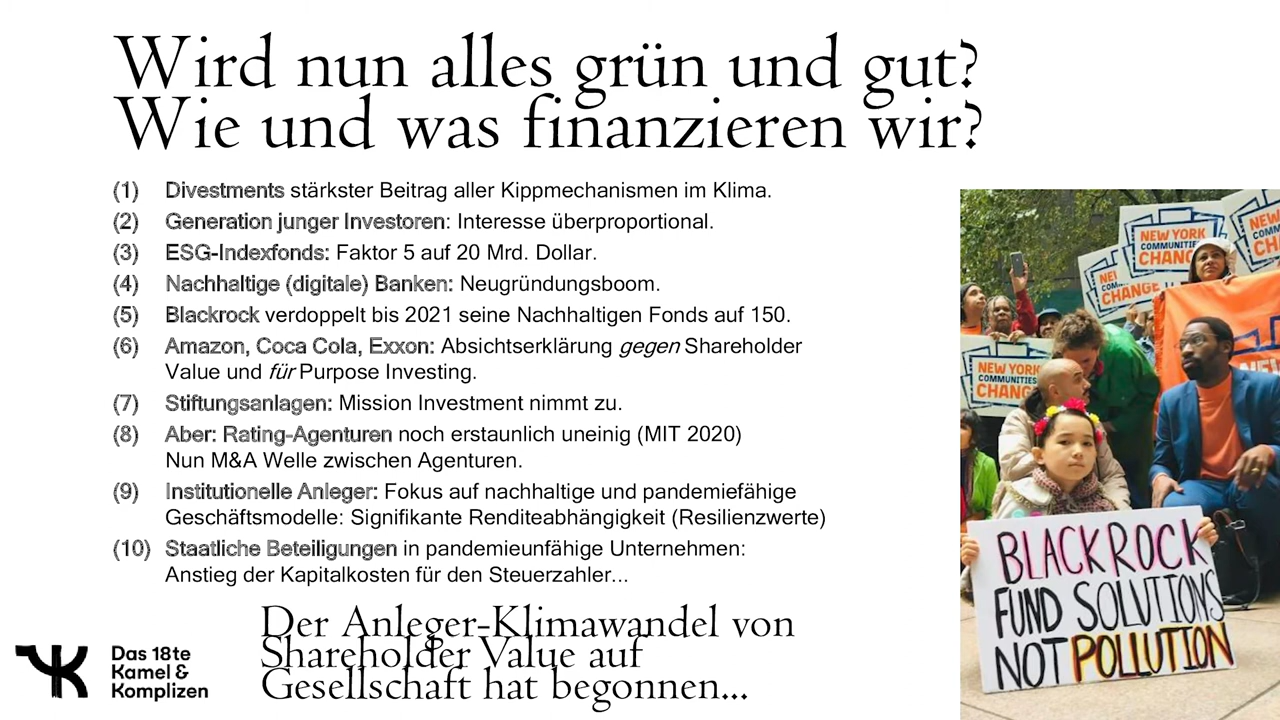 Wird nun alles grün und gut?
Wie und was finanzieren wir?
(1) Divestments stärkster Beitrag aller Kippmechanismen im Klima.
(2) Generation junger Investoren: Interesse überproportional.
(3) ESG-Indexfonds: Faktor 5 auf 20 Mrd. Dollar.
(4) Nachhaltige (digitale) Banken: Neugründungsboom.
(5) Blackrock verdoppelt bis 2021 seine Nachhaltigen Fonds auf 150.
(6) Amazon, Coca Cola, Exxon: Absichtserklärung gegen Shareholder
Value und für Purpose Investing.
(7) Stiftungsanlagen: Mission Investment nimmt zu.
(8) Aber: Rating-Agenturen noch erstaunlich uneinig (MIT 2020)
Nun M&A Welle zwischen Agenturen.
(9) Institutionelle Anleger: Fokus auf nachhaltige und pandemiefähige
Geschäftsmodelle: Signifikante Renditeabhängigkeit (Resilienzwerte)
(10) Staatliche Beteiligungen in pandemieunfähige Unternehmen:
Anstieg der Kapitalkosten für den Steuerzahler...
Der Anleger-Klimawandel von
Shareholder Value auf
Gesellschaft hat begonnen...
Das 18te
Kamel &
Komplizen
NEW YORK
COMMUNITIES
CHANG
CHANGE
NEW YORK
COMMUNITIES
CHANG
BLACKROCK
FUND SOLUTIONS
NOT POLLUTION